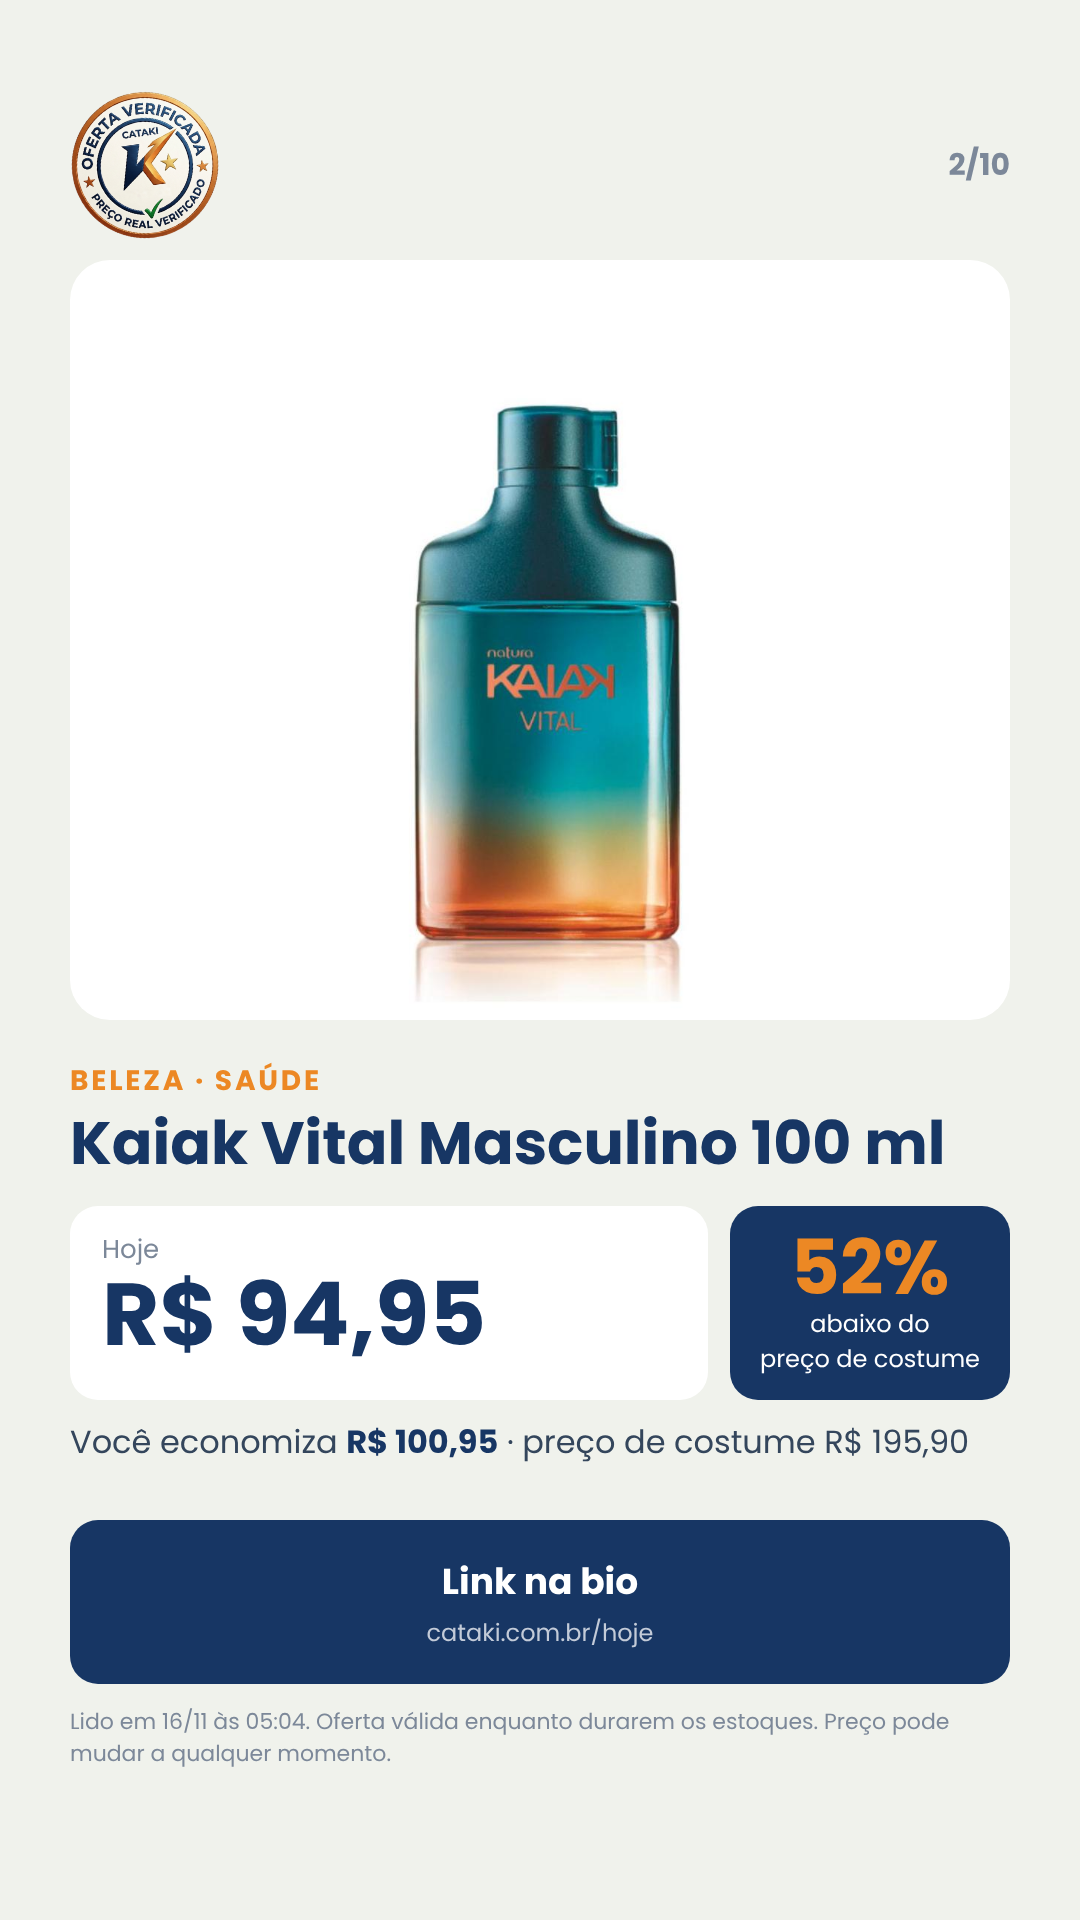 OFERTA VERIFICADA
CATAKI
K
PREÇO REAL VERIFICADO
2/10
natura
KAIAK
VITAL
BELEZA · SAÚDE
Kaiak Vital Masculino 100 ml
Hoje
R$ 94,95
52%
abaixo do
preço de costume
Você economiza R$ 100,95 · preço de costume R$ 195,90
Link na bio
cataki.com.br/hoje
Lido em 16/11 às 05:04. Oferta válida enquanto durarem os estoques. Preço pode
mudar a qualquer momento.